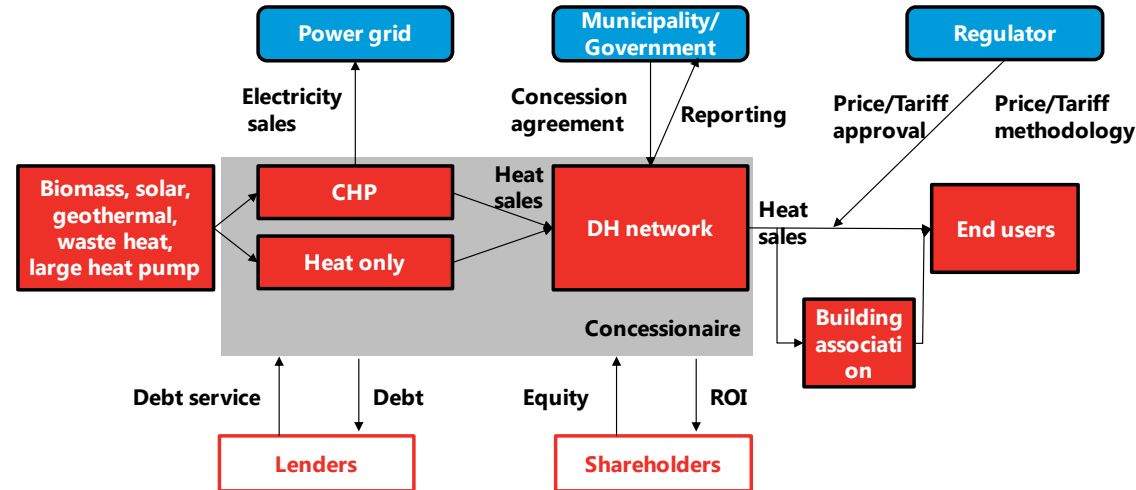 Power grid
Municipality/
Government
Regulator
Electricity
sales
Concession
agreement
Reporting
Price/Tariff
approval
Price/Tariff
methodology
Biomass, solar,
geothermal,
waste heat,
large heat pump
CHP
Heat only
Heat
sales
DH network
Heat
sales
End users
Concessionaire
Building
associati
on
Debt service
Debt
Equity
ROI
Lenders
Shareholders